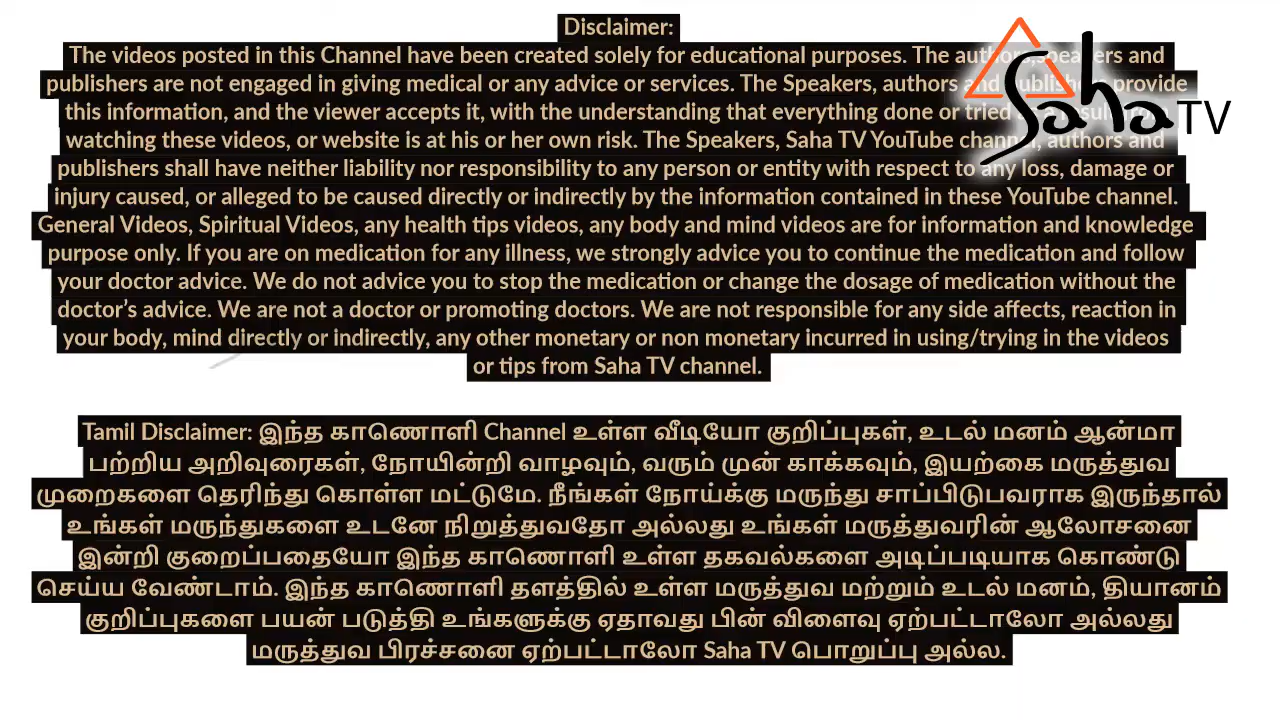 Disclaimer:
The videos posted in this Channel have been created solely for educational purposes. The authors, speakers and
publishers are not engaged in giving medical or any advice or services. The Speakers, authors and publishers provide
this information, and the viewer accepts it, with the understanding that everything done or tried
watching these videos, or website is at his or her own risk. The Speakers, Saha TV YouTube channel, authors and
publishers shall have neither liability nor responsibility to any person or entity with respect to any loss, damage or
injury caused, or alleged to be caused directly or indirectly by the information contained in these YouTube channel.
General Videos, Spiritual Videos, any health tips videos, any body and mind videos are for information and knowledge
purpose only. If you are on medication for any illness, we strongly advice you to continue the medication and follow
your doctor advice. We do not advice you to stop the medication or change the dosage of medication without the
doctor's advice. We are not a doctor or promoting doctors. We are not responsible for any side affects, reaction in
your body, mind directly or indirectly, any other monetary or non monetary incurred in using/trying in the videos
or tips from Saha TV channel.
Saha TV
Tamil Disclaimer: இந்த காணொளி Channel உள்ள வீடியோ குறிப்புகள், உடல் மனம் ஆன்மா
பற்றிய அறிவுரைகள், நோயின்றி வாழவும், வரும் முன் காக்கவும், இயற்கை மருத்துவ
முறைகளை தெரிந்து கொள்ள மட்டுமே. நீங்கள் நோய்க்கு மருந்து சாப்பிடுபவராக இருந்தால்
உங்கள் மருந்துகளை உடனே நிறுத்துவதோ அல்லது உங்கள் மருத்துவரின் ஆலோசனை
இன்றி குறைப்பதையோ இந்த காணொளி உள்ள தகவல்களை அடிப்படியாக கொண்டு
செய்ய வேண்டாம். இந்த காணொளி தளத்தில் உள்ள மருத்துவ மற்றும் உடல் மனம், தியானம்
குறிப்புகளை பயன் படுத்தி உங்களுக்கு ஏதாவது பின் விளைவு ஏற்பட்டாலோ அல்லது
மருத்துவ பிரச்சனை ஏற்பட்டாலோ Saha TV பொறுப்பு அல்ல.